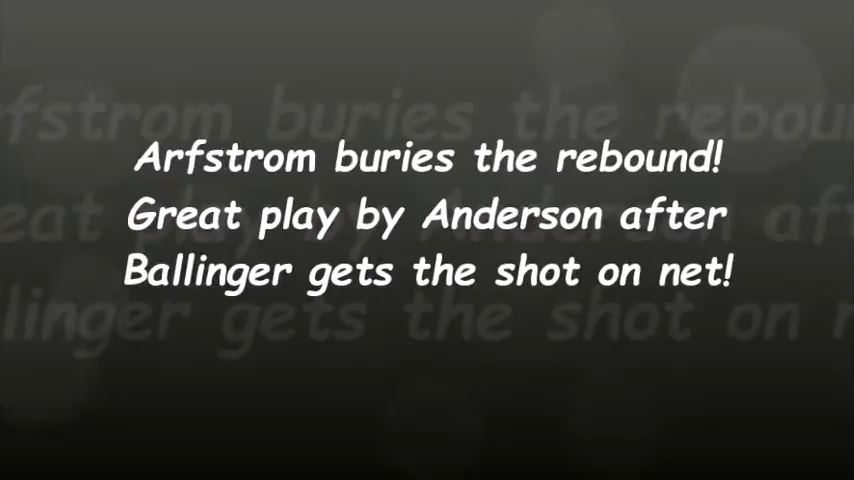 Arfstrom buries the rebound!
Great play by Anderson after
Ballinger gets the shot on net!